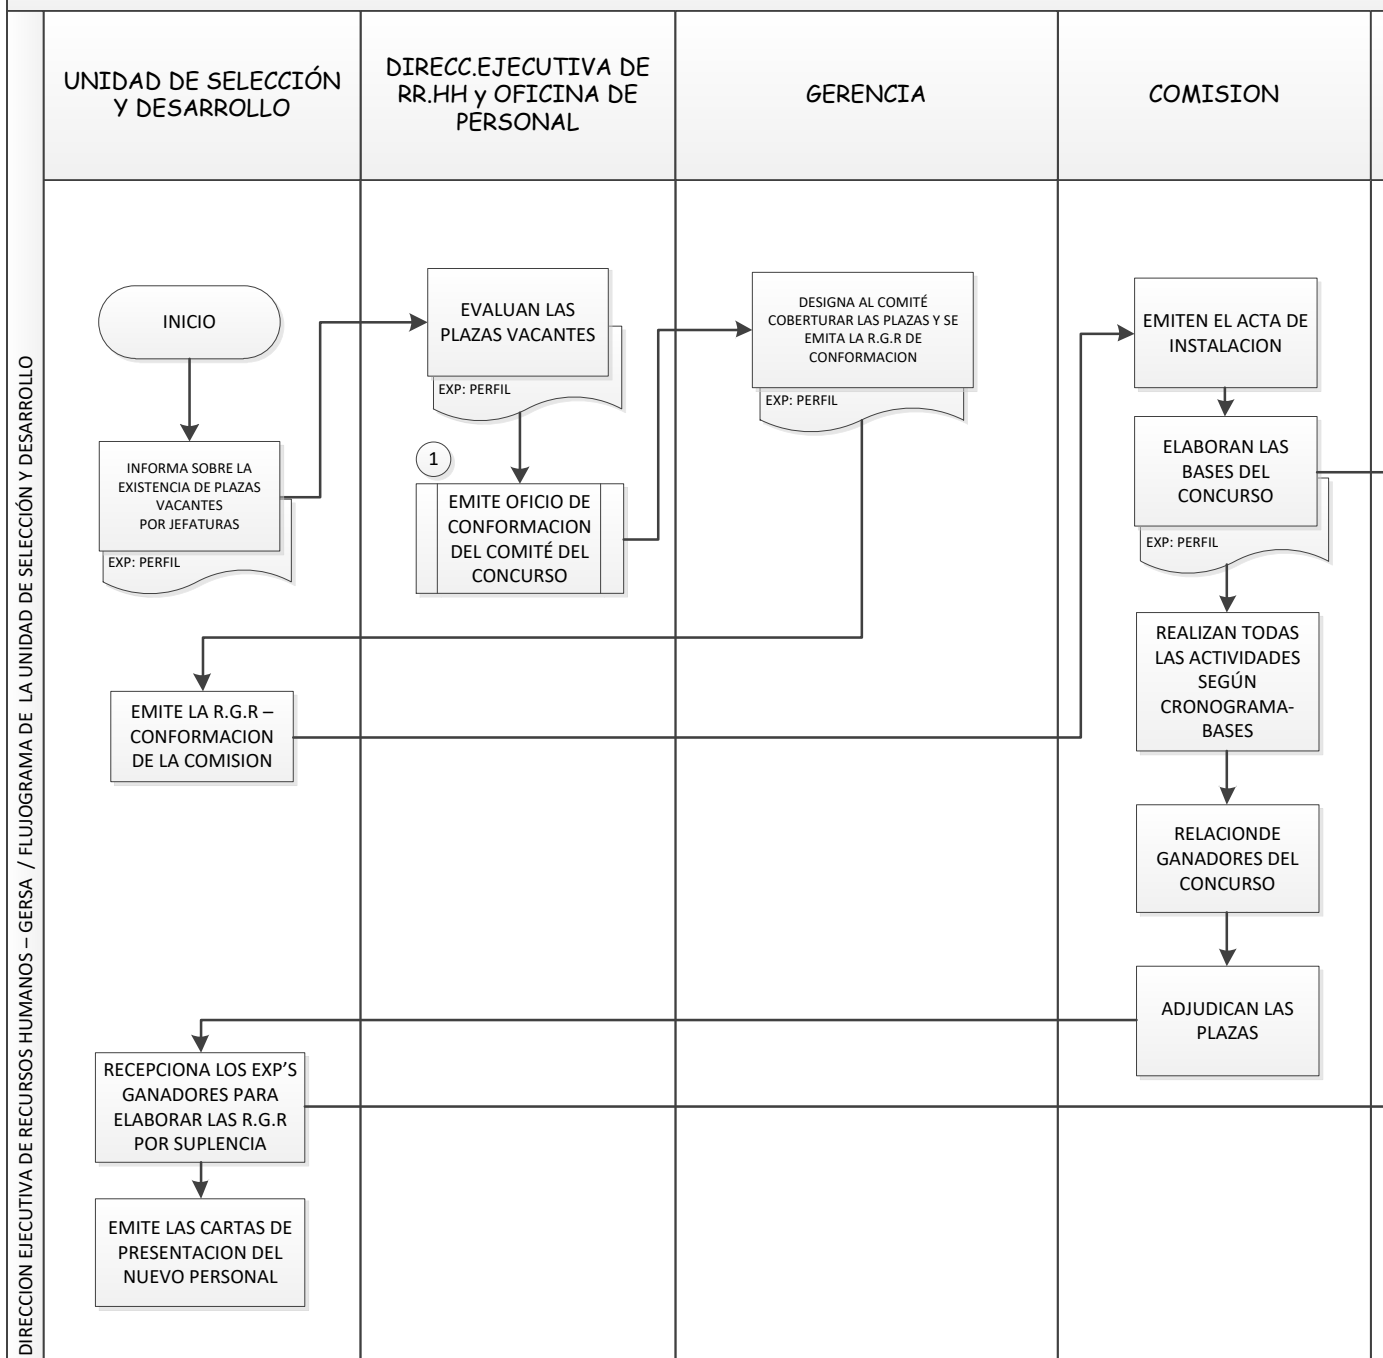 UNIDAD DE SELECCIÓN
Y DESARROLLO
DIRECC.EJECUTIVA DE
RR.HH y OFICINA DE
PERSONAL
GERENCIA
COMISION
DIRECCION EJECUTIVA DE RECURSOS HUMANOS – GERSA / FLUJOGRAMA DE LA UNIDAD DE SELECCIÓN Y DESARROLLO
INICIO
INFORMA SOBRE LA
EXISTENCIA DE PLAZAS
VACANTES
POR JEFATURAS
EXP: PERFIL
EVALUAN LAS
PLAZAS VACANTES
EXP: PERFIL
1
EMITE OFICIO DE
CONFORMACION
DEL COMITÉ DEL
CONCURSO
DESIGNA AL COMITÉ
COBERTURAR LAS PLAZAS Y SE
EMITA LA R.G.R DE
CONFORMACION
EXP: PERFIL
EMITE LA R.G.R –
CONFORMACION
DE LA COMISION
EMITEN EL ACTA DE
INSTALACION
ELABORAN LAS
BASES DEL
CONCURSO
EXP: PERFIL
REALIZAN TODAS
LAS ACTIVIDADES
SEGÚN
CRONOGRAMA-
BASES
RELACIONDE
GANADORES DEL
CONCURSO
ADJUDICAN LAS
PLAZAS
RECEPCIONA LOS EXP’S
GANADORES PARA
ELABORAR LAS R.G.R
POR SUPLENCIA
EMITE LAS CARTAS DE
PRESENTACION DEL
NUEVO PERSONAL